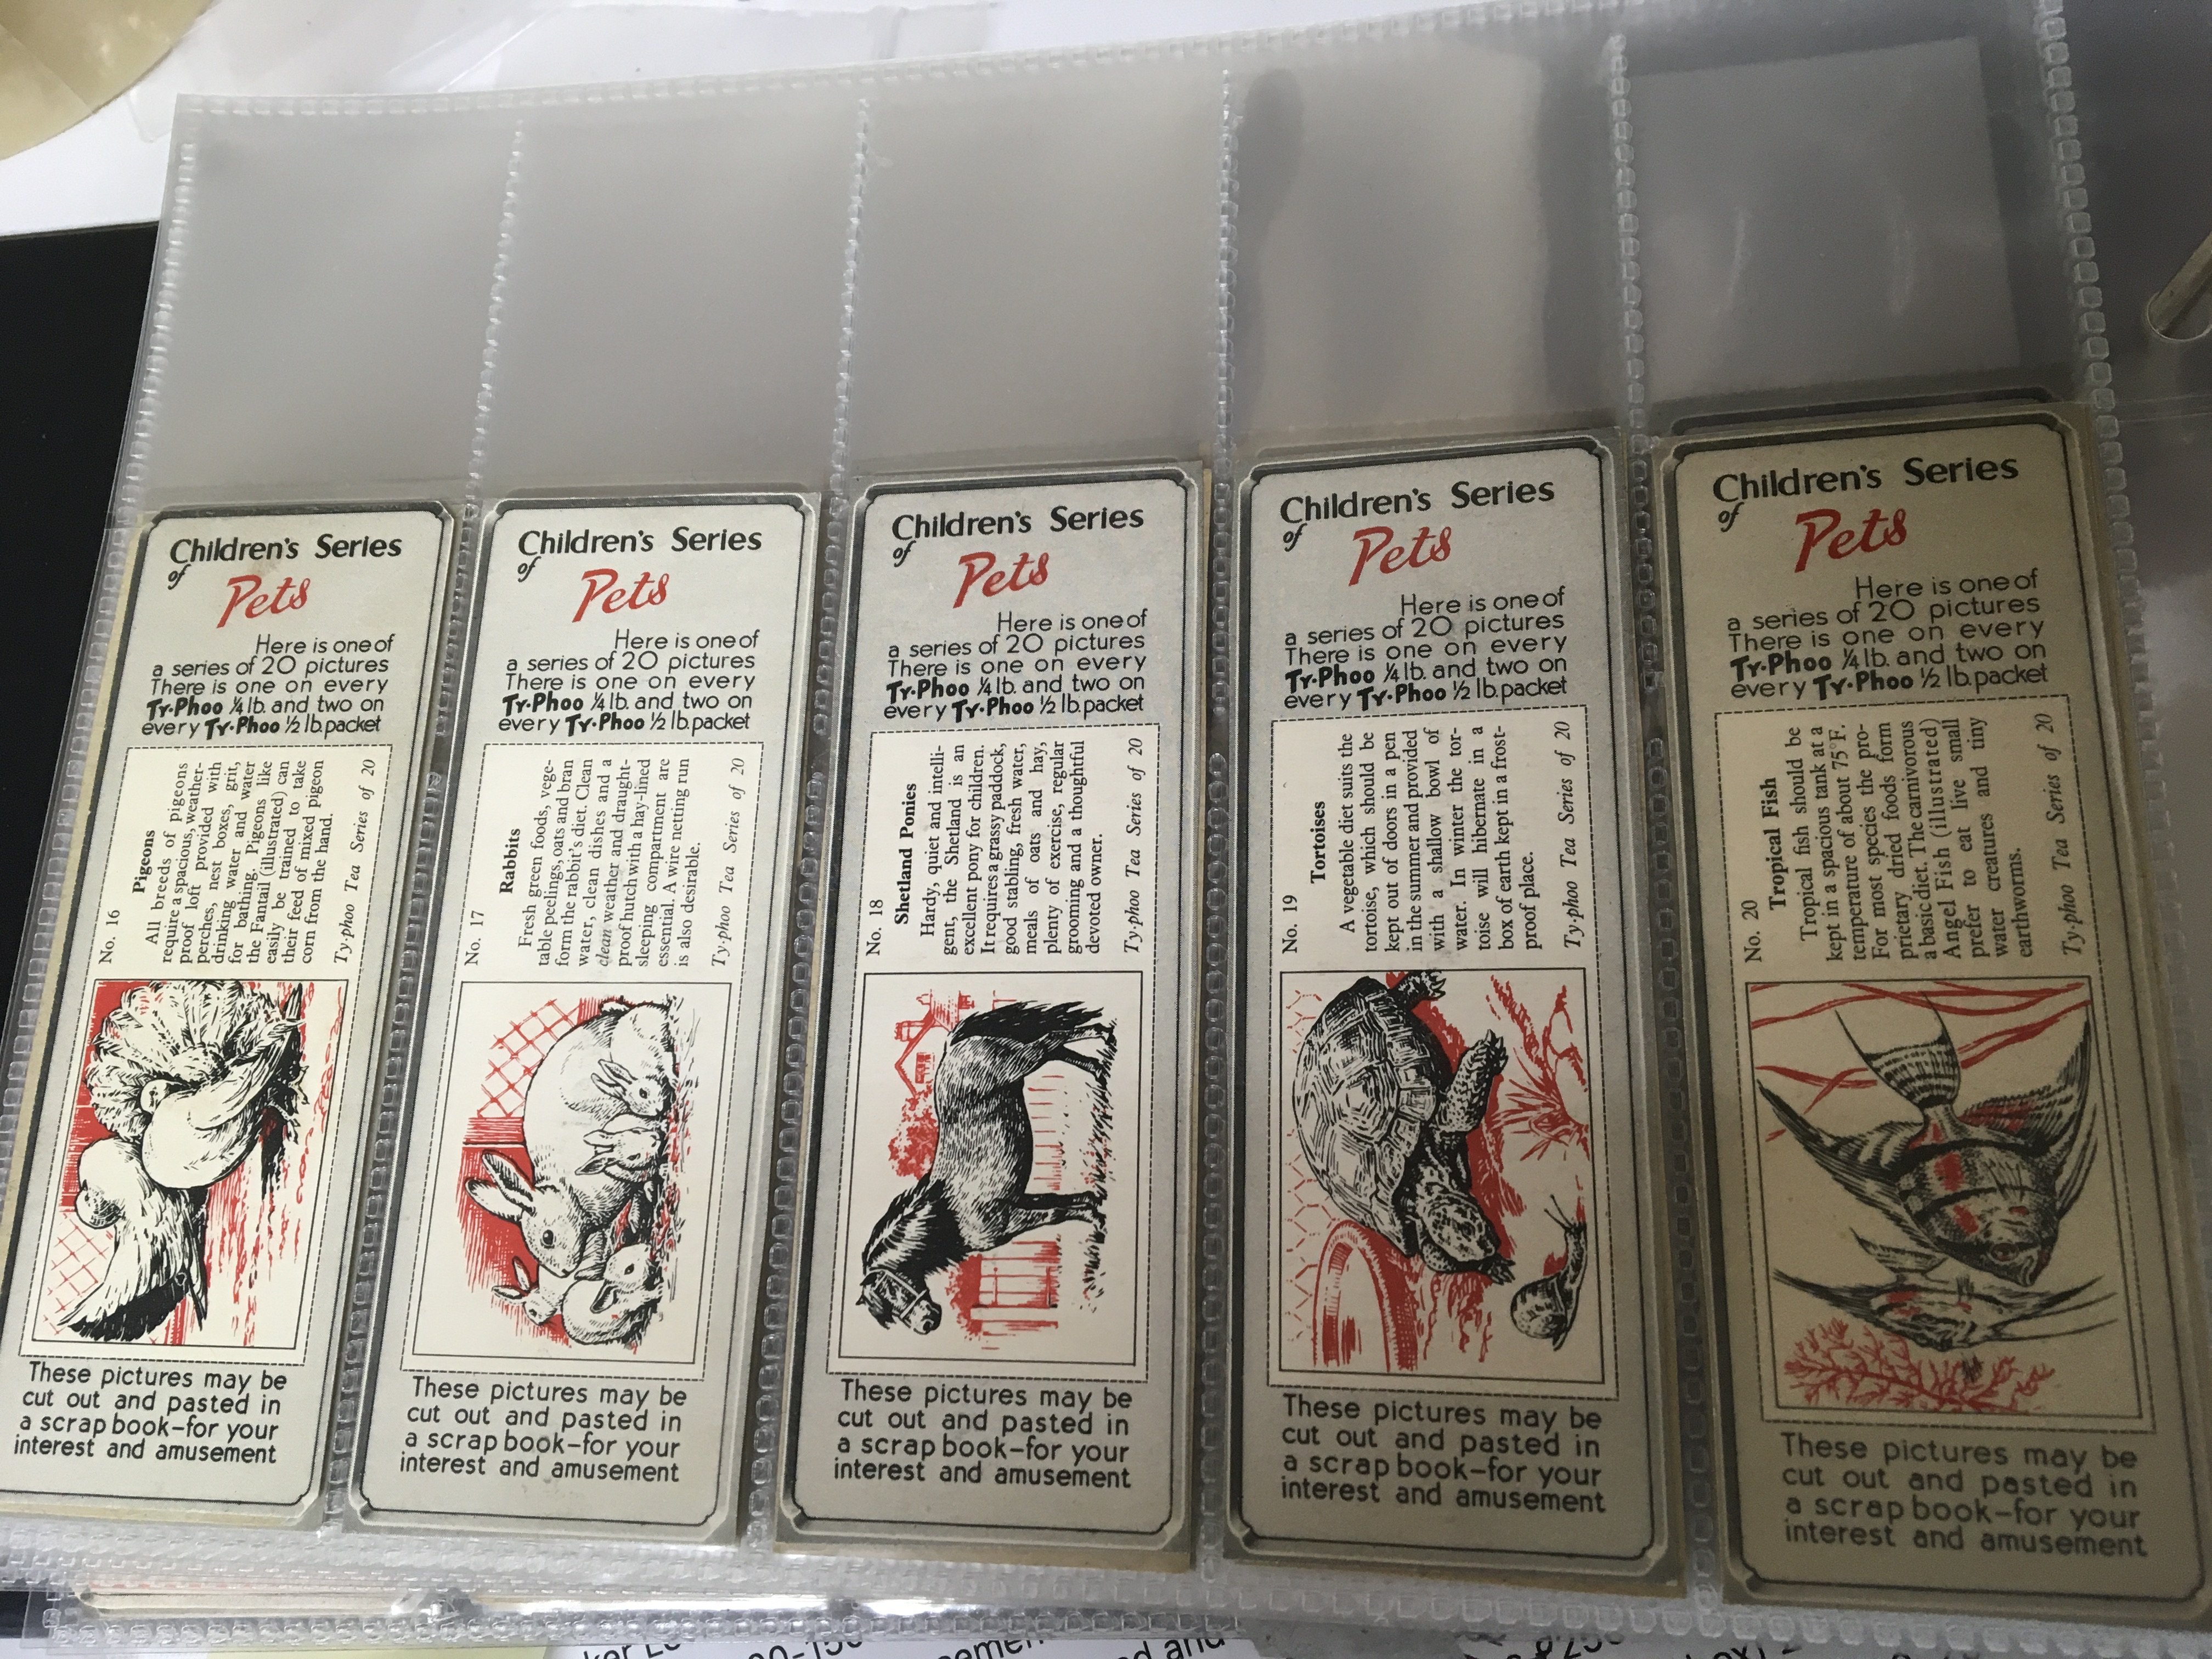 Children's Series
of
Pets
Here is one of
a series of 20 pictures
There is one on every
Ty·Phoo ¼ lb. and two on
every Ty·Phoo ½ lb. packet
No. 16
Pigeons
All breeds of pigeons
require a spacious, weather-
proof loft provided with
perches, nest boxes, grit,
drinking water and water
for bathing. Pigeons like
the Fantail (illustrated) can
easily be trained to take
their feed of mixed pigeon
corn from the hand.
Ty·phoo Tea Series of 20
These pictures may be
cut out and pasted in
a scrap book–for your
interest and amusement
Children's Series
of
Pets
Here is one of
a series of 20 pictures
There is one on every
Ty·Phoo ¼ lb. and two on
every Ty·Phoo ½ lb. packet
No. 17
Rabbits
Fresh green foods, vege-
table peelings, oats and bran
form the rabbit's diet. Clean
water, clean dishes and a
clean weather and draught-
proof hutch with a hay-lined
sleeping compartment are
essential. A wire netting run
is also desirable.
Ty·phoo Tea Series of 20
These pictures may be
cut out and pasted in
a scrap book–for your
interest and amusement
Children's Series
of
Pets
Here is one of
a series of 20 pictures
There is one on every
Ty·Phoo ¼ lb. and two on
every Ty·Phoo ½ lb. packet
No. 18
Shetland Ponies
Hardy, quiet and intelli-
gent, the Shetland is an
excellent pony for children.
It requires a grassy paddock,
good stabling, fresh water,
meals of oats and hay,
plenty of exercise, regular
grooming and a thoughtful
devoted owner.
Ty·phoo Tea Series of 20
These pictures may be
cut out and pasted in
a scrap book–for your
interest and amusement
Children's Series
of
Pets
Here is one of
a series of 20 pictures
There is one on every
Ty·Phoo ¼ lb. and two on
every Ty·Phoo ½ lb. packet
No. 19
Tortoises
A vegetable diet suits the
tortoise, which should be
kept out of doors in a pen
in the summer and provided
with a shallow bowl of
water. In winter the tor-
toise will hibernate in a
box of earth kept in a frost-
proof place.
Ty·phoo Tea Series of 20
These pictures may be
cut out and pasted in
a scrap book–for your
interest and amusement
Children's Series
of
Pets
Here is one of
a series of 20 pictures
There is one on every
Ty·Phoo ¼ lb. and two on
every Ty·Phoo ½ lb. packet
No. 20
Tropical Fish
Tropical fish should be
kept in a spacious tank at a
temperature of about 75°F.
For most species the pro-
prietary dried foods form
a basic diet. The carnivorous
Angel Fish (illustrated)
prefer to eat live small
water creatures and tiny
earthworms.
Ty·phoo Tea Series of 20
These pictures may be
cut out and pasted in
a scrap book–for your
interest and amusement